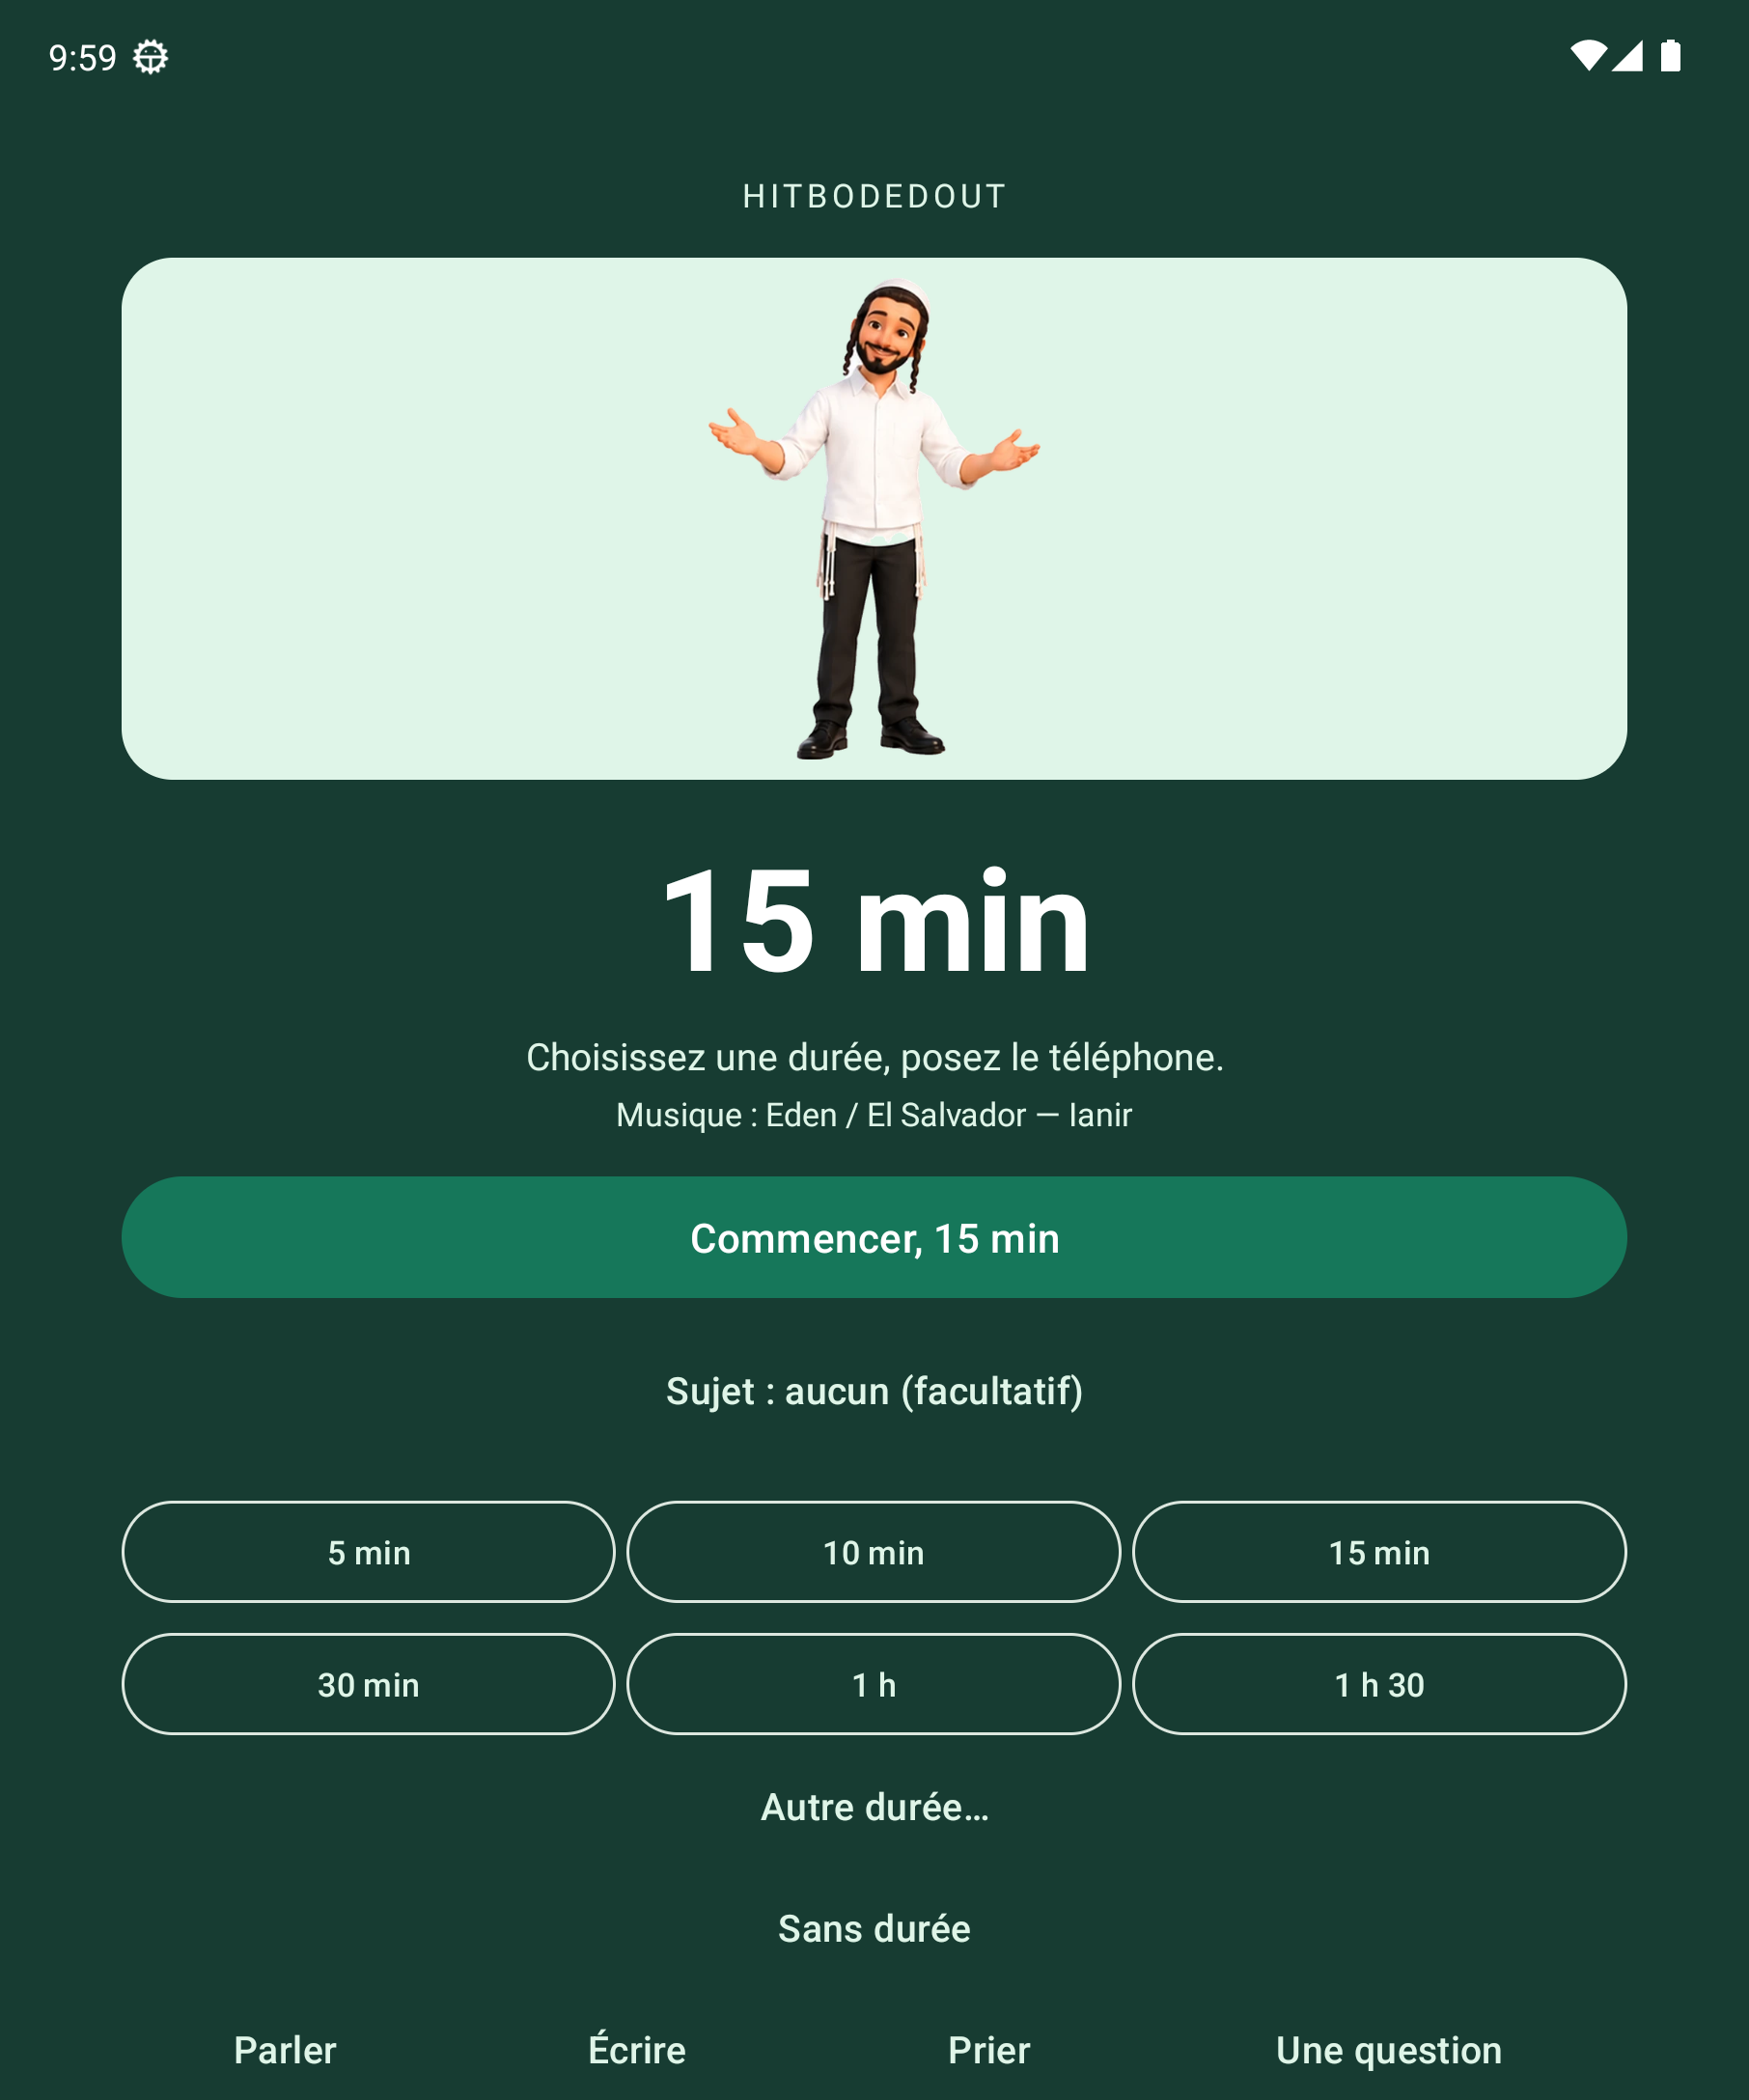 9:59
HITBODEDOUT
15 min
Choisissez une durée, posez le téléphone.
Musique : Eden / El Salvador — Ianir
Commencer, 15 min
Sujet : aucun (facultatif)
5 min 10 min 15 min
30 min 1 h 1 h 30
Autre durée…
Sans durée
Parler Écrire Prier Une question